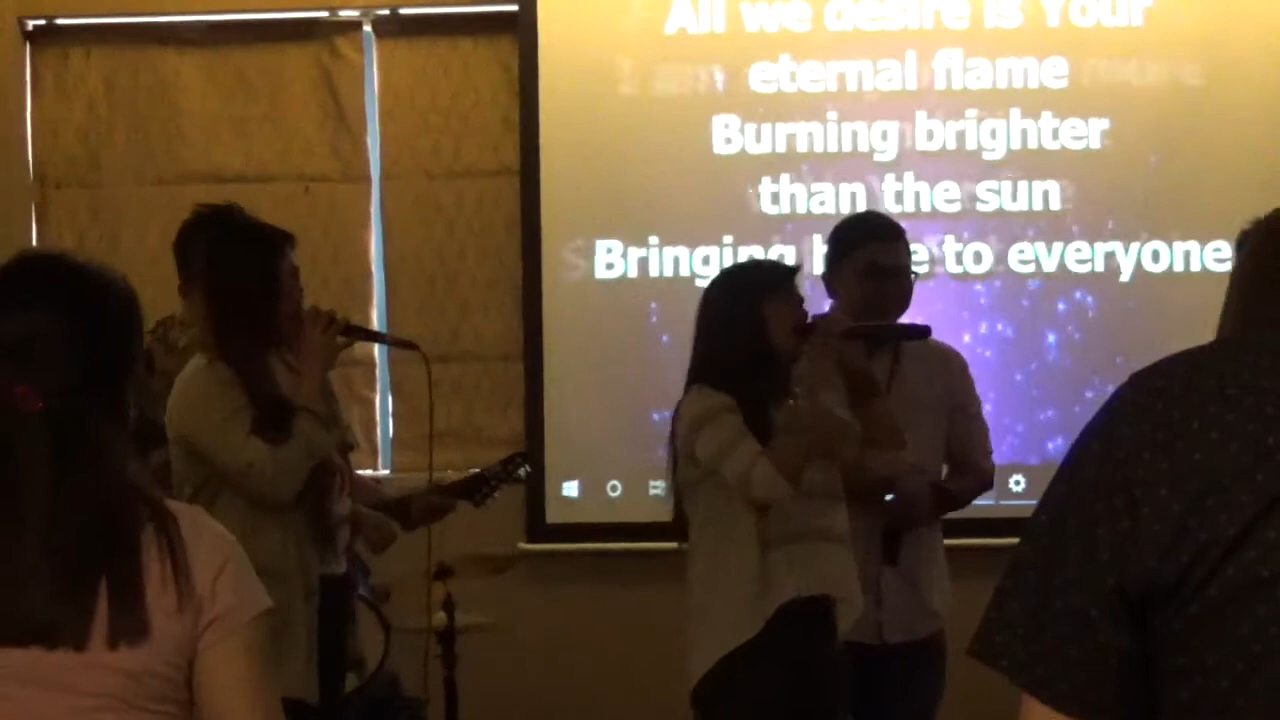 All we desire is Your
eternal flame
Burning brighter
than the sun
Bringing to everyone